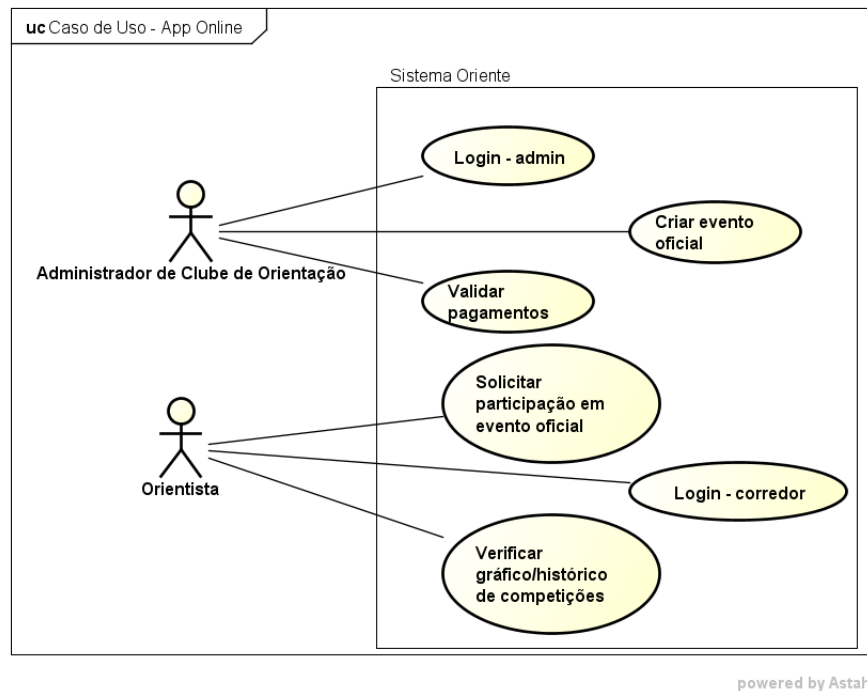 uc Caso de Uso - App Online
Sistema Oriente
Login - admin
Criar evento
oficial
Administrador de Clube de Orientação
Validar
pagamentos
Solicitar
participação em
evento oficial
Orientista
Login - corredor
Verificar
gráfico/histórico
de competições
powered by Astah